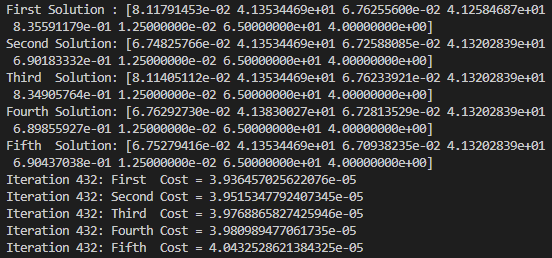 First Solution : [8.11791453e-02 4.13534469e+01 6.76255600e-02 4.12584687e+01
 8.35591179e-01 1.25000000e-02 6.50000000e+01 4.00000000e+00]
Second Solution: [6.74825766e-02 4.13534469e+01 6.72588085e-02 4.13202839e+01
 6.90183332e-01 1.25000000e-02 6.50000000e+01 4.00000000e+00]
Third  Solution: [8.11405112e-02 4.13534469e+01 6.76233921e-02 4.13202839e+01
 8.34905764e-01 1.25000000e-02 6.50000000e+01 4.00000000e+00]
Fourth Solution: [6.76292730e-02 4.13830027e+01 6.72813529e-02 4.13202839e+01
 6.89855927e-01 1.25000000e-02 6.50000000e+01 4.00000000e+00]
Fifth  Solution: [6.75279416e-02 4.13534469e+01 6.70938235e-02 4.13202839e+01
 6.90437038e-01 1.25000000e-02 6.50000000e+01 4.00000000e+00]
Iteration 432: First  Cost = 3.936457025622076e-05
Iteration 432: Second Cost = 3.9515347792407345e-05
Iteration 432: Third  Cost = 3.9768865827425946e-05
Iteration 432: Fourth Cost = 3.980989477061735e-05
Iteration 432: Fifth  Cost = 4.0432528621384325e-05